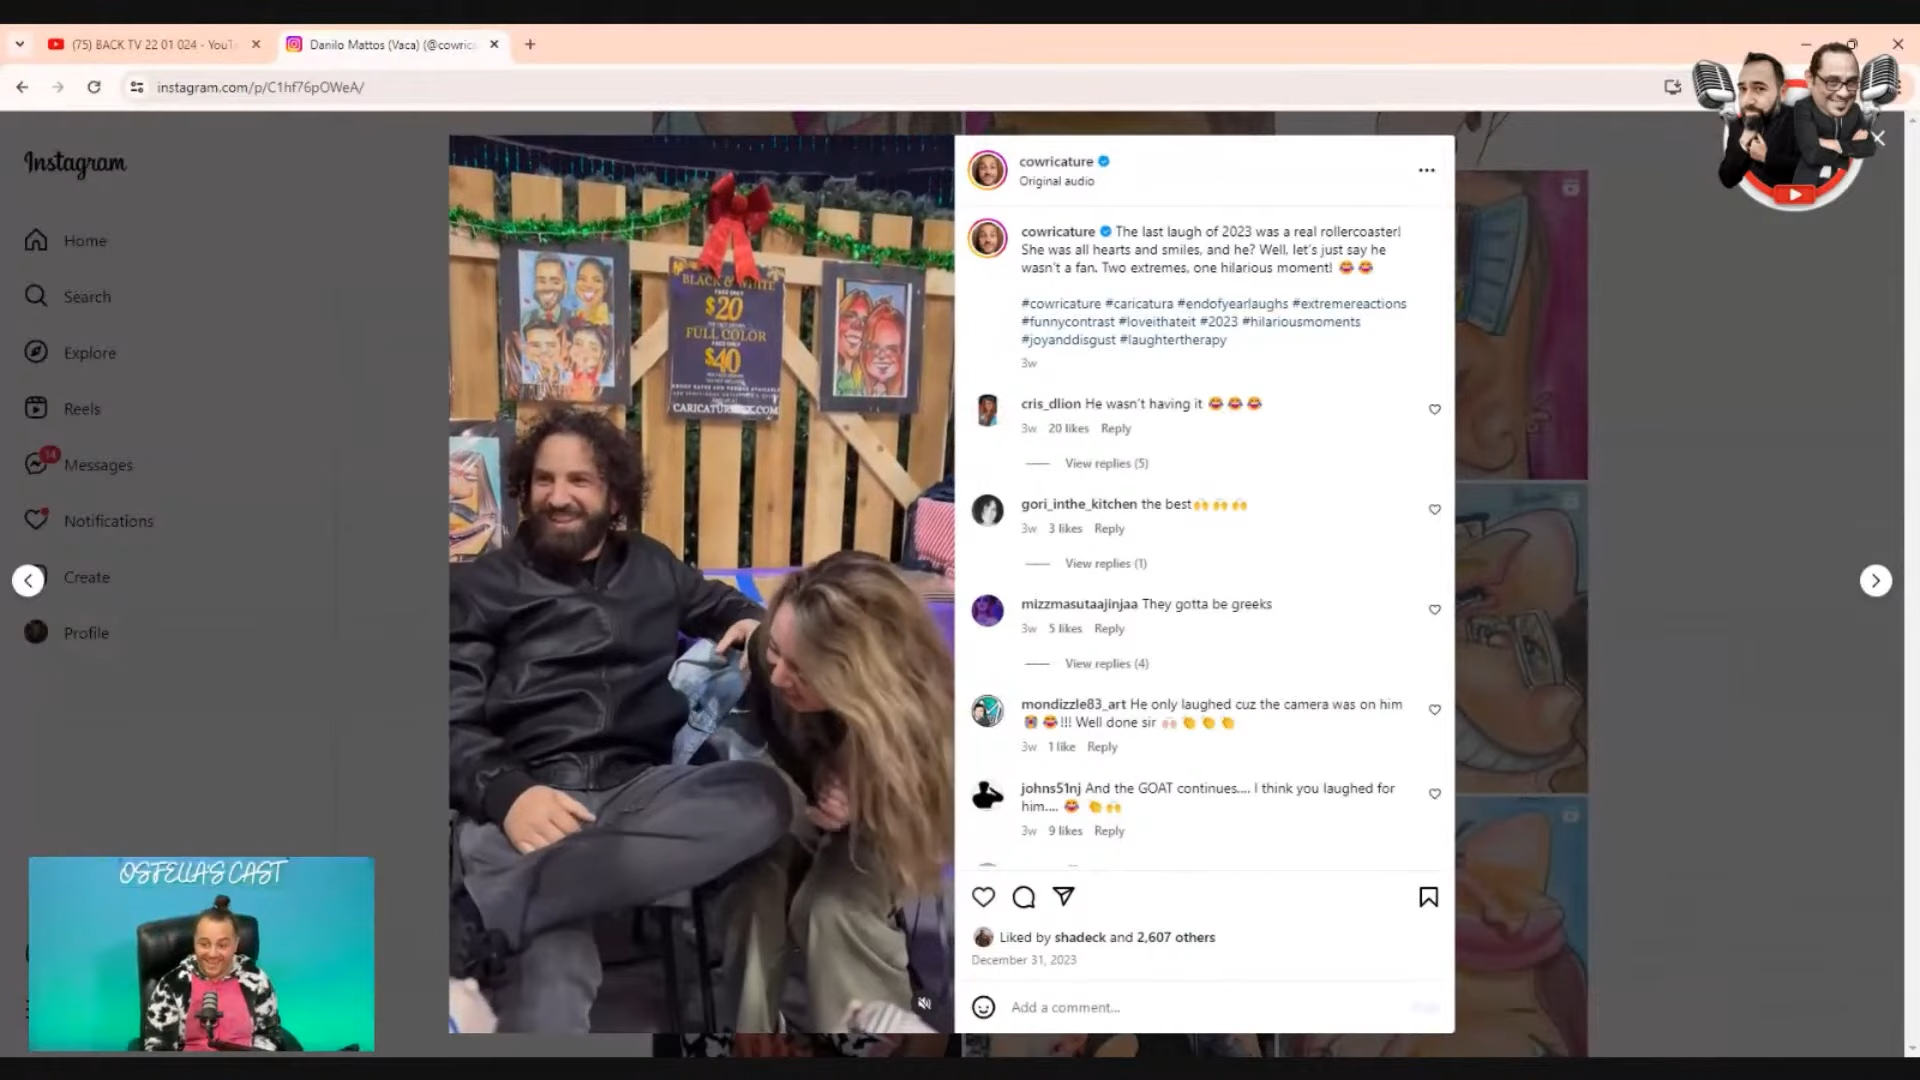 (75) BACK TV 22 01 024 - YouT
Danilo Mattos (Vaca) (@cowric
instagram.com/p/C1hf76pOWeA/
Instagram
Home
Search
Explore
Reels
14
Messages
Notifications
Create
Profile
BLACK & WHITE
$20
FULL COLOR
$40
OSFELLA'S CAST
cowricature
Original audio
cowricature The last laugh of 2023 was a real rollercoaster!
She was all hearts and smiles, and he? Well, let's just say he
wasn't a fan. Two extremes, one hilarious moment! 😂😂
#cowricature #caricatura #endofyearlaughs #extremereactions
#funnycontrast #loveithateit #2023 #hilariousmoments
#joyanddisgust #laughtertherapy
3w
cris_dlion He wasn't having it 😂😂😂
3w 20 likes Reply
View replies (5)
gori_inthe_kitchen the best🙌🙌🙌
3w 3 likes Reply
View replies (1)
mizzmasutaajinjaa They gotta be greeks
3w 5 likes Reply
View replies (4)
mondizzle83_art He only laughed cuz the camera was on him
😭😂!!! Well done sir 🙌👏👏👏
3w 1 like Reply
johns51nj And the GOAT continues.... I think you laughed for
him.... 😂 👏🙌
3w 9 likes Reply
Liked by shadeck and 2,607 others
December 31, 2023
Add a comment...